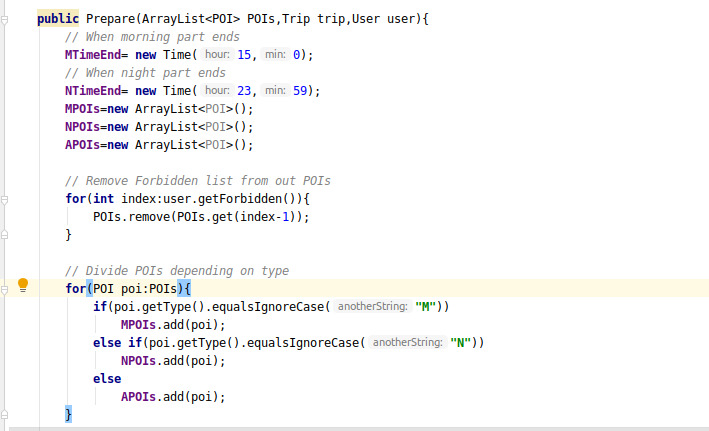 public Prepare(ArrayList<POI> POIs,Trip trip,User user){
// When morning part ends
MTimeEnd= new Time( hour: 15, min: 0);
// When night part ends
NTimeEnd= new Time( hour: 23, min: 59);
MPOIs=new ArrayList<POI>();
NPOIs=new ArrayList<POI>();
APOIs=new ArrayList<POI>();
// Remove Forbidden list from out POIs
for(int index:user.getForbidden()){
POIs.remove(POIs.get(index-1));
}
// Divide POIs depending on type
for(POI poi:POIs){
if(poi.getType().equalsIgnoreCase( anotherString: "M"))
MPOIs.add(poi);
else if(poi.getType().equalsIgnoreCase( anotherString: "N"))
NPOIs.add(poi);
else
APOIs.add(poi);
}